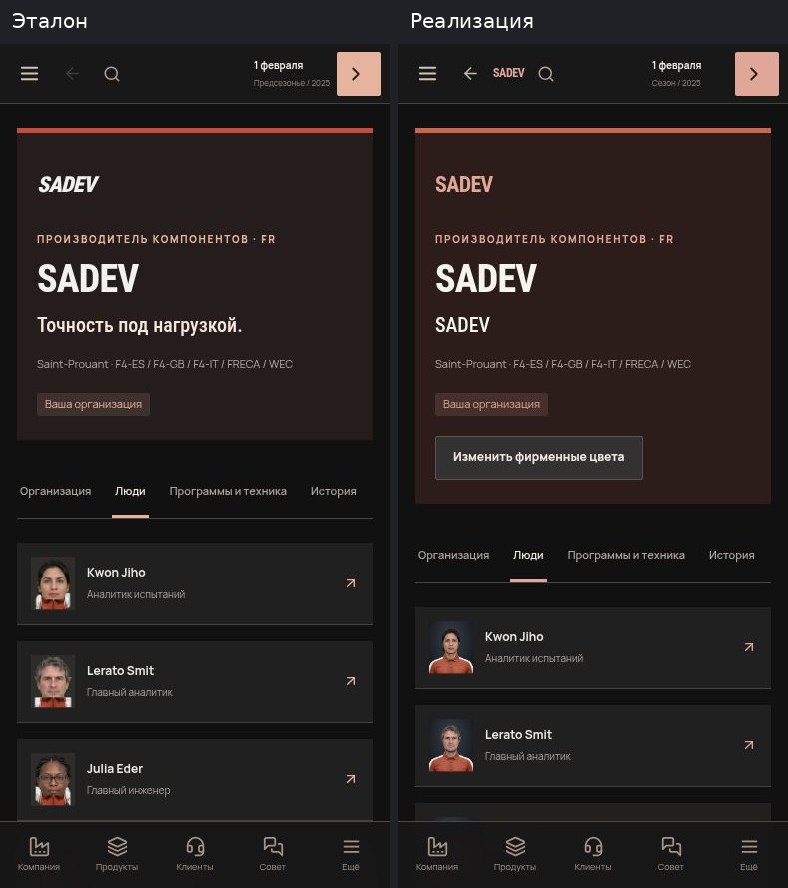 Эталон
1 февраля
Предсезонье / 2025
SADEV
ПРОИЗВОДИТЕЛЬ КОМПОНЕНТОВ · FR
SADEV
Точность под нагрузкой.
Saint-Prouant · F4-ES / F4-GB / F4-IT / FRECA / WEC
Ваша организация
Организация Люди Программы и техника История
Kwon Jiho
Аналитик испытаний
Lerato Smit
Главный аналитик
Julia Eder
Главный инженер
Компания Продукты Клиенты Совет Ещё
Реализация
SADEV
1 февраля
Сезон / 2025
SADEV
ПРОИЗВОДИТЕЛЬ КОМПОНЕНТОВ · FR
SADEV
SADEV
Saint-Prouant · F4-ES / F4-GB / F4-IT / FRECA / WEC
Ваша организация
Изменить фирменные цвета
Организация Люди Программы и техника История
Kwon Jiho
Аналитик испытаний
Lerato Smit
Главный аналитик
Компания Продукты Клиенты Совет Ещё